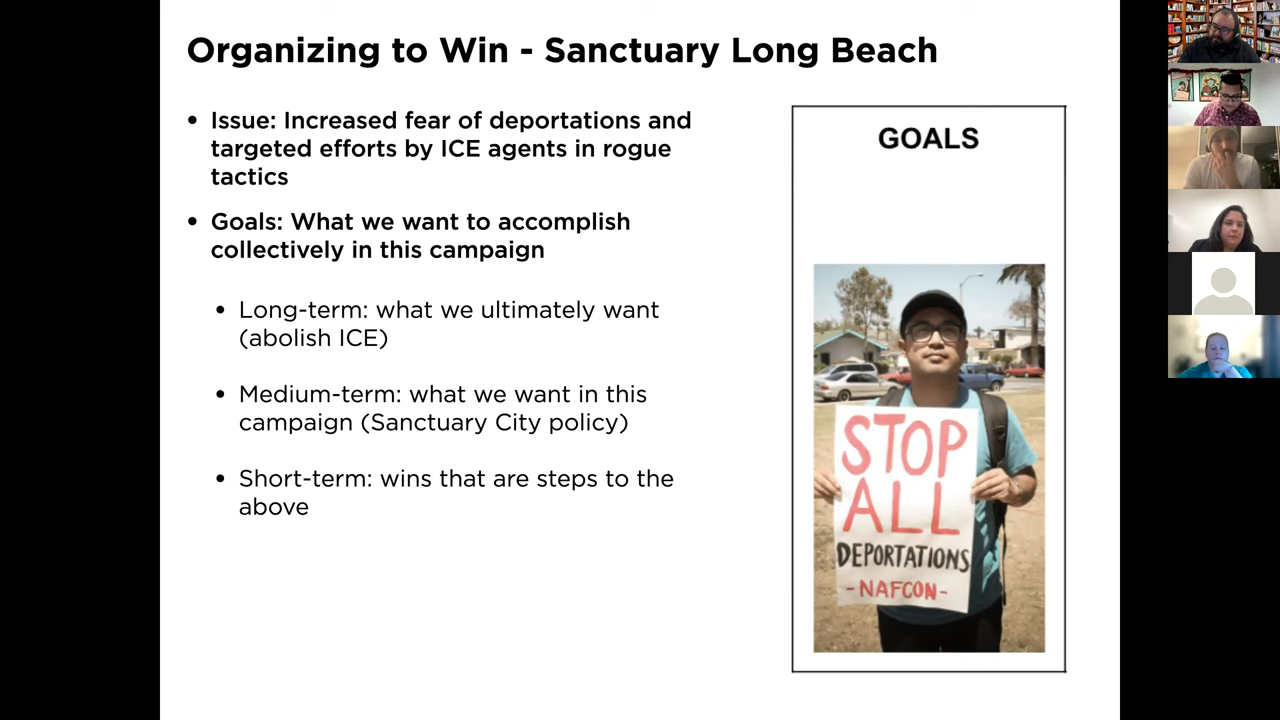 Organizing to Win - Sanctuary Long Beach
• Issue: Increased fear of deportations and
targeted efforts by ICE agents in rogue
tactics
• Goals: What we want to accomplish
collectively in this campaign
• Long-term: what we ultimately want
(abolish ICE)
• Medium-term: what we want in this
campaign (Sanctuary City policy)
• Short-term: wins that are steps to the
above
GOALS
STOP
ALL
DEPORTATIONS
-NAFCON-